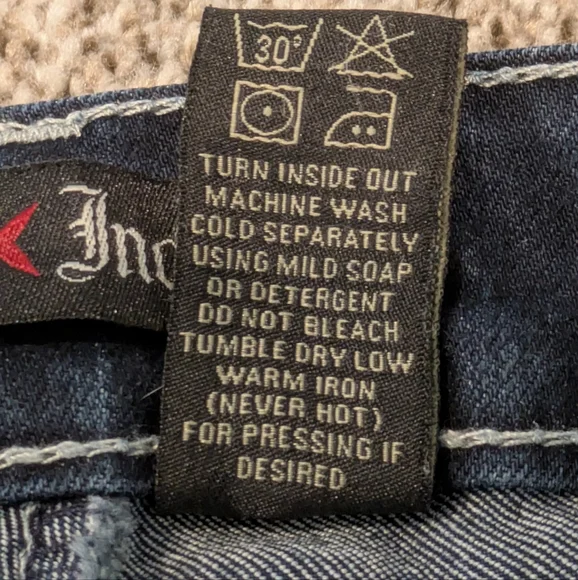 30°
TURN INSIDE OUT
MACHINE WASH
COLD SEPARATELY
USING MILD SOAP
OR DETERGENT
DO NOT BLEACH
TUMBLE DRY LOW
WARM IRON
(NEVER HOT)
FOR PRESSING IF
DESIRED